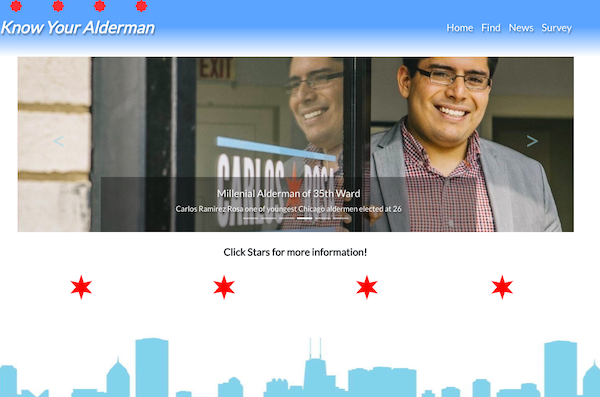 Know Your Alderman
Home Find News Survey
EXIT
CARLOS ROSA
Millenial Alderman of 35th Ward
Carlos Ramirez Rosa one of youngest Chicago aldermen elected at 26
Click Stars for more information!